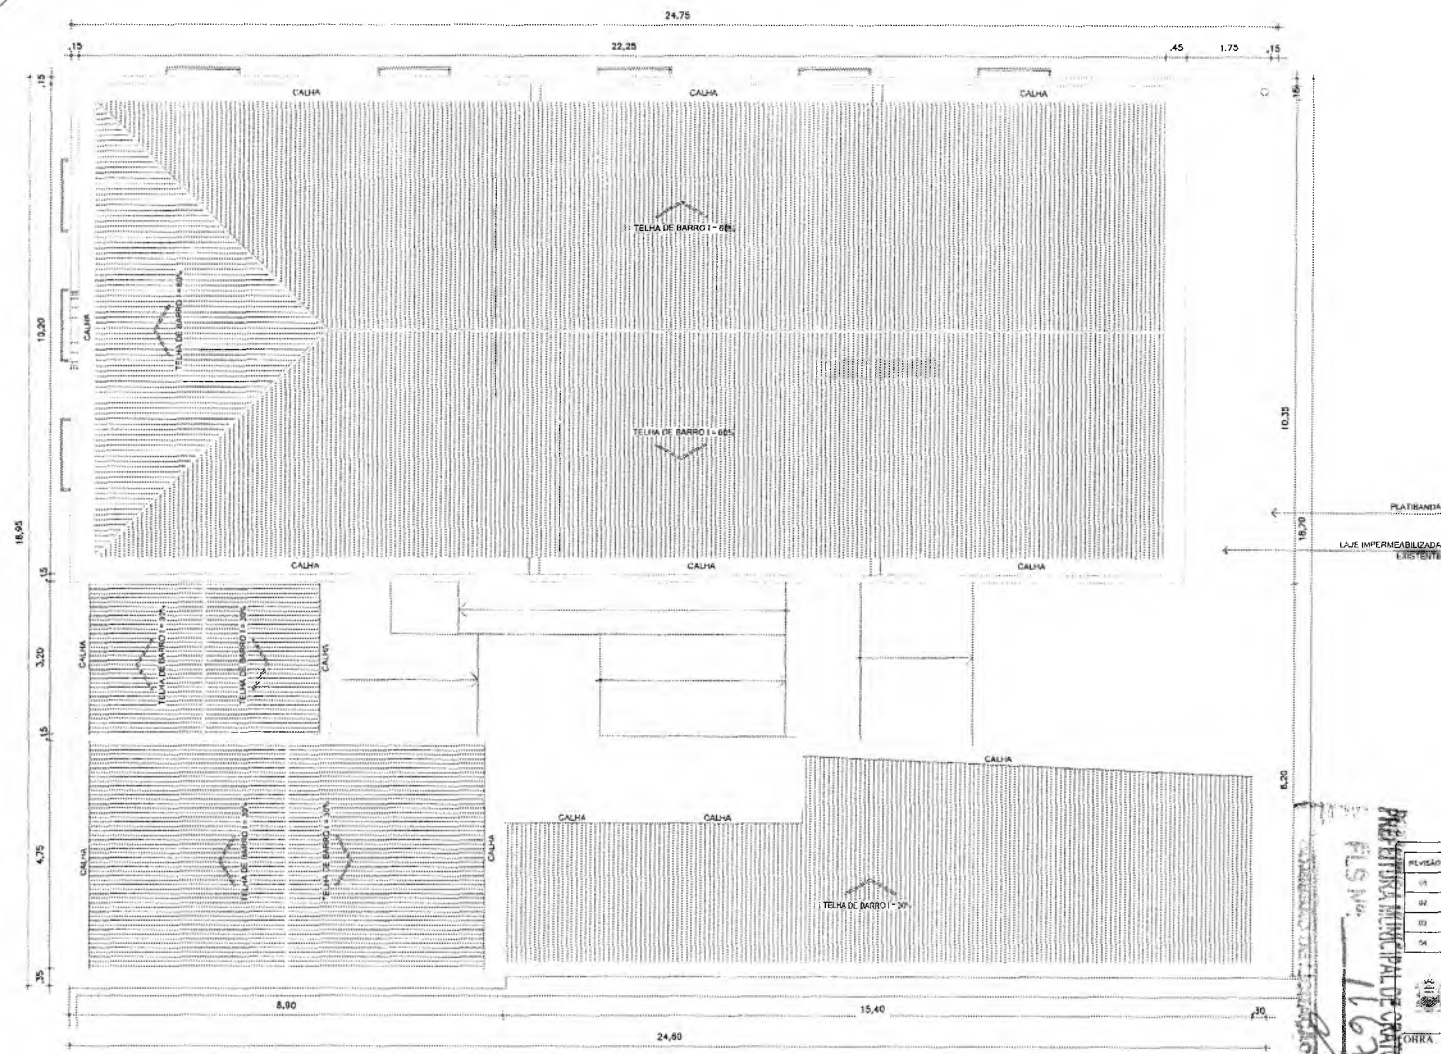 24,75
,15
22,25
,45
1,75
,15
,15
CALHA
CALHA
CALHA
,15
TELHA DE BARRO I = 60%
TELHA DE BARRO I = 60%
CALHA
10,20
TELHA DE BARRO I = 60%
10,35
18,95
PLATIBANDA
18,20
LAJE IMPERMEABILIZADA
EXISTENTE
CALHA
CALHA
CALHA
,15
CALHA
TELHA DE BARRO I = 30%
TELHA DE BARRO I = 30%
CALHA
3,20
,15
CALHA
8,20
CALHA
CALHA
CALHA
TELHA DE BARRO I = 30%
TELHA DE BARRO I = 30%
CALHA
4,75
TELHA DE BARRO I = 30%
,35
8,90
15,40
,30
24,60
PREFEITURA MUNICIPAL DE
FLS Nº.
REVISÃO
02
03
04
OBRA